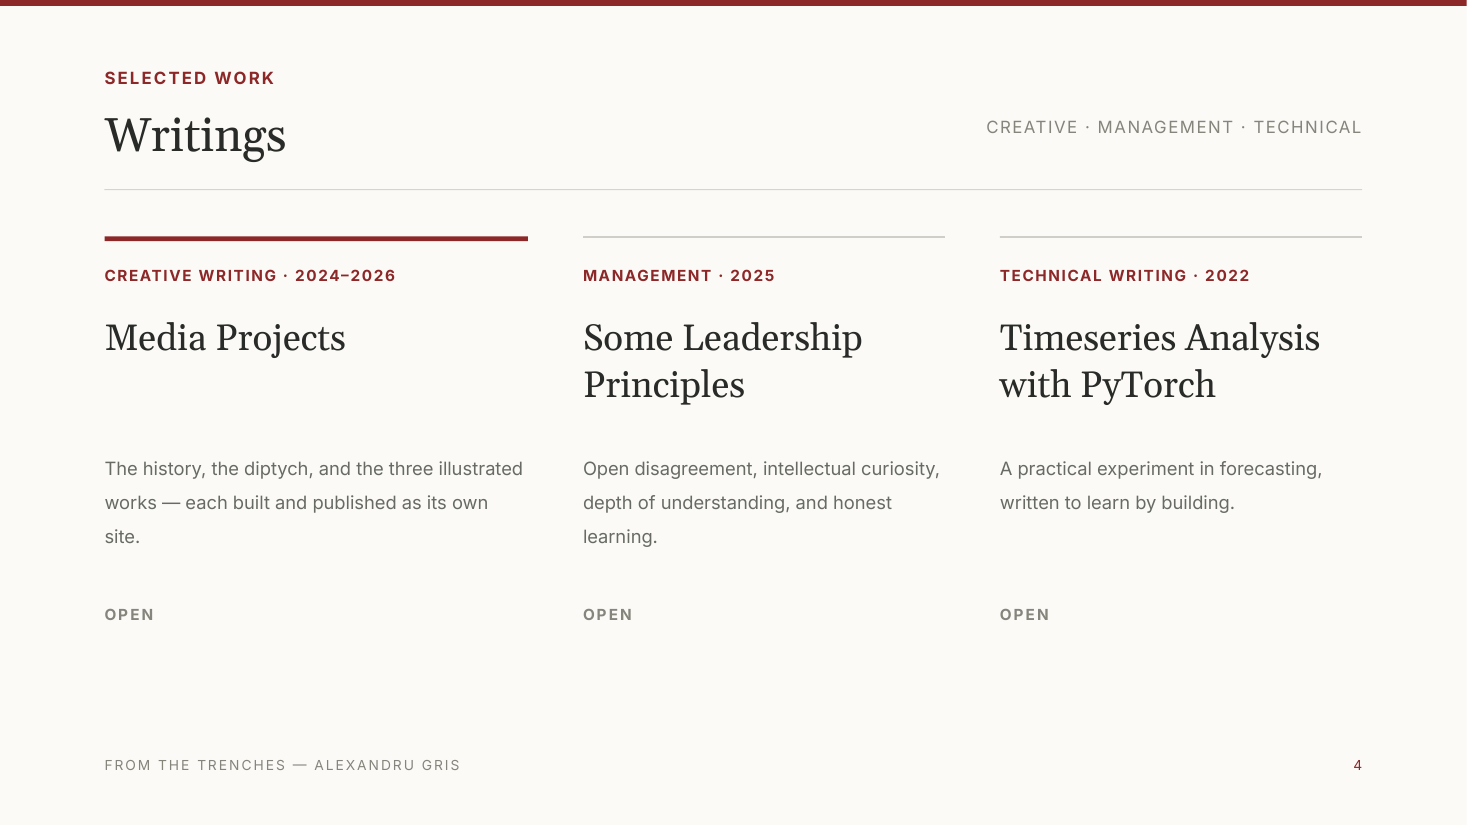 SELECTED WORK
Writings
CREATIVE · MANAGEMENT · TECHNICAL
CREATIVE WRITING · 2024–2026
Media Projects
The history, the diptych, and the three illustrated
works — each built and published as its own
site.
OPEN
MANAGEMENT · 2025
Some Leadership
Principles
Open disagreement, intellectual curiosity,
depth of understanding, and honest
learning.
OPEN
TECHNICAL WRITING · 2022
Timeseries Analysis
with PyTorch
A practical experiment in forecasting,
written to learn by building.
OPEN
FROM THE TRENCHES — ALEXANDRU GRIS
4